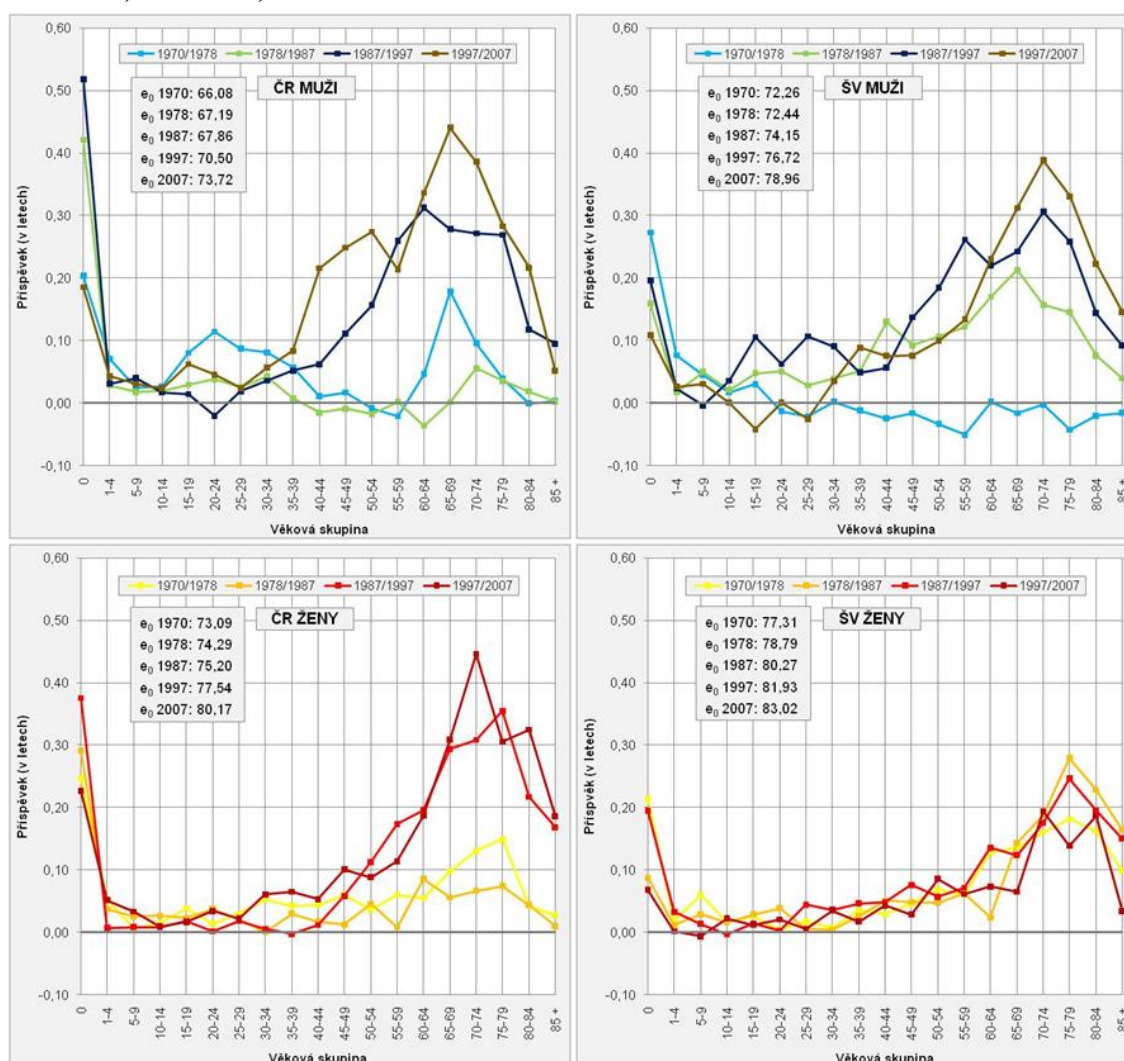 0,60
0,50
0,40
0,30
0,20
0,10
0,00
-0,10
Příspěvek (v letech)
1970/1978 1978/1987 1987/1997 1997/2007
ČR MUŽI
e0 1970: 66,08
e0 1978: 67,19
e0 1987: 67,86
e0 1997: 70,50
e0 2007: 73,72
0 1-4 5-9 10-14 15-19 20-24 25-29 30-34 35-39 40-44 45-49 50-54 55-59 60-64 65-69 70-74 75-79 80-84 85 +
Věková skupina
0,60
0,50
0,40
0,30
0,20
0,10
0,00
-0,10
Příspěvek (v letech)
1970/1978 1978/1987 1987/1997 1997/2007
ŠV MUŽI
e0 1970: 72,26
e0 1978: 72,44
e0 1987: 74,15
e0 1997: 76,72
e0 2007: 78,96
0 1-4 5-9 10-14 15-19 20-24 25-29 30-34 35-39 40-44 45-49 50-54 55-59 60-64 65-69 70-74 75-79 80-84 85 +
Věková skupina
0,60
0,50
0,40
0,30
0,20
0,10
0,00
-0,10
Příspěvek (v letech)
1970/1978 1978/1987 1987/1997 1997/2007
ČR ŽENY
e0 1970: 73,09
e0 1978: 74,29
e0 1987: 75,20
e0 1997: 77,54
e0 2007: 80,17
0 1-4 5-9 10-14 15-19 20-24 25-29 30-34 35-39 40-44 45-49 50-54 55-59 60-64 65-69 70-74 75-79 80-84 85 +
Věková skupina
0,60
0,50
0,40
0,30
0,20
0,10
0,00
-0,10
Příspvěk (v letech)
1970/1978 1978/1987 1987/1997 1997/2007
ŠV ŽENY
e0 1970: 77,31
e0 1978: 78,79
e0 1987: 80,27
e0 1997: 81,93
e0 2007: 83,02
0 1-4 5-9 10-14 15-19 20-24 25-29 30-34 35-39 40-44 45-49 50-54 55-59 60-64 65-69 70-74 75-79 80-84 85 +
Věková skupina